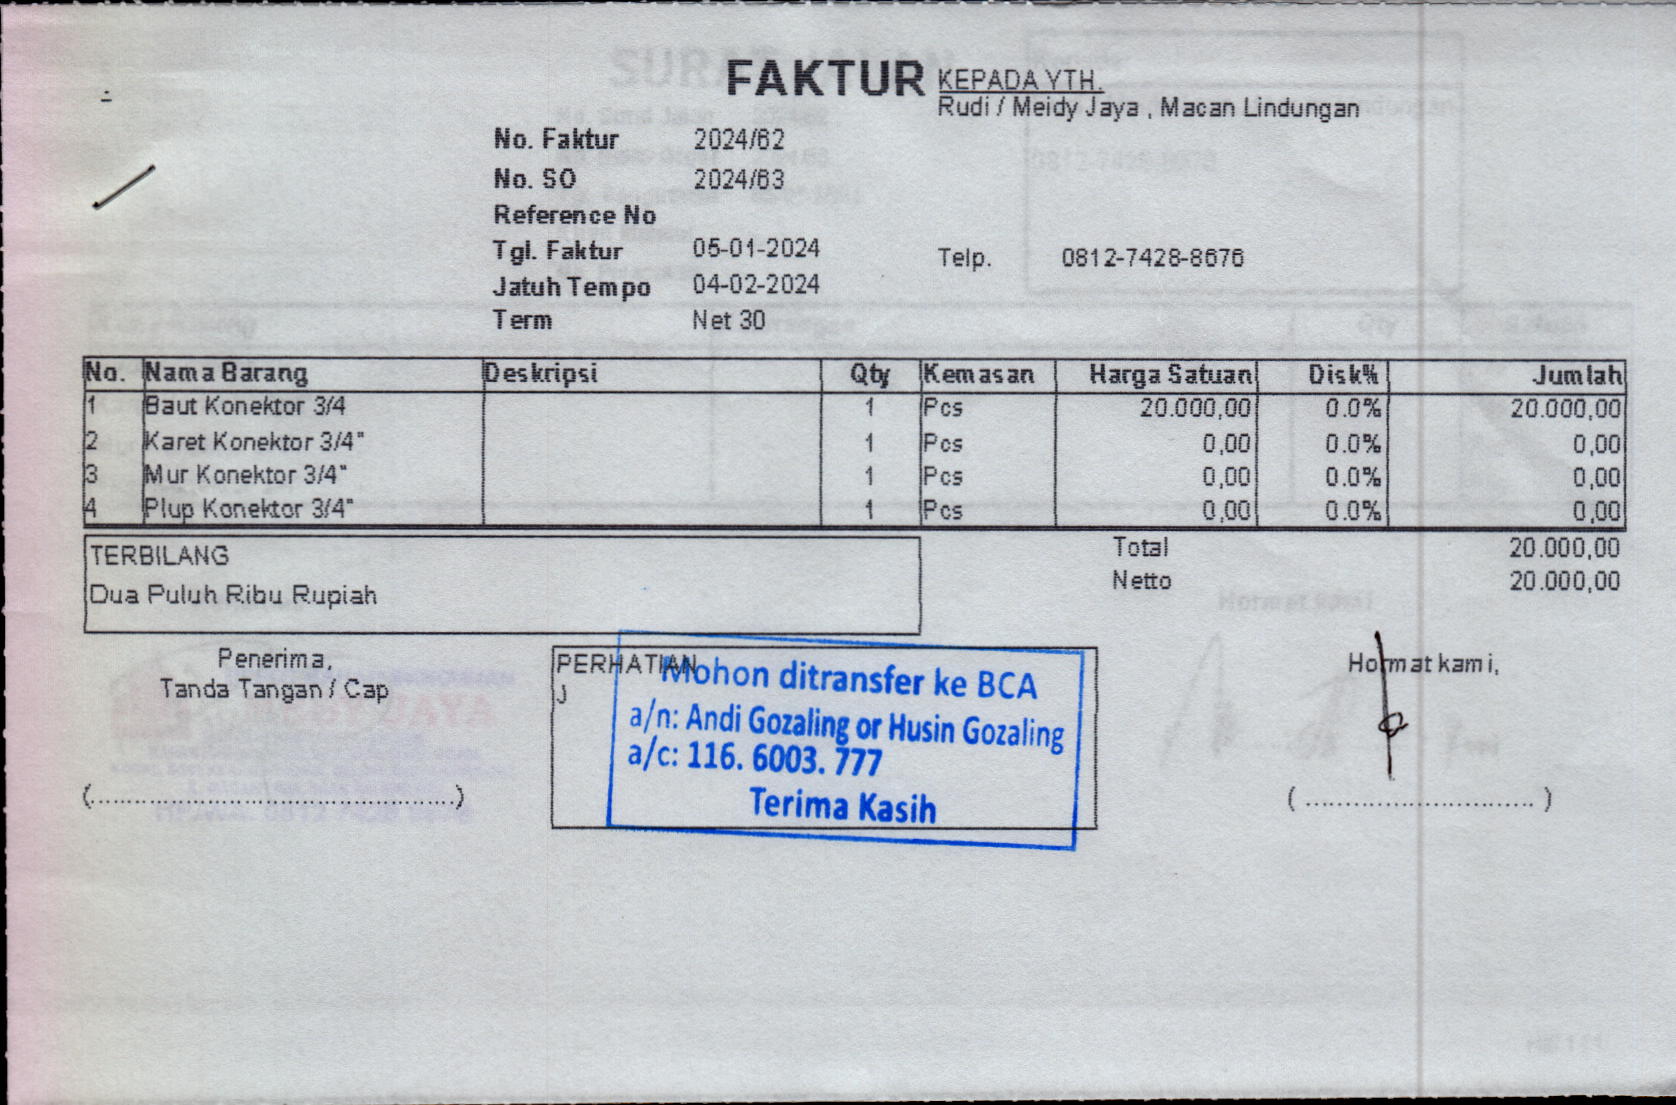 FAKTUR
KEPADA YTH.
Rudi / Meidy Jaya , Macan Lindungan
No. Faktur 2024/62
No. SO 2024/63
Reference No
Tgl. Faktur 05-01-2024
Telp. 0812-7428-8676
Jatuh Tempo 04-02-2024
Term Net 30
No. Nama Barang Deskripsi Qty Kemasan Harga Satuan Disk% Jumlah
1 Baut Konektor 3/4 1 Pcs 20.000,00 0.0% 20.000,00
2 Karet Konektor 3/4" 1 Pcs 0,00 0.0% 0,00
3 Mur Konektor 3/4" 1 Pcs 0,00 0.0% 0,00
4 Plup Konektor 3/4" 1 Pcs 0,00 0.0% 0,00
TERBILANG
Dua Puluh Ribu Rupiah
Total 20.000,00
Netto 20.000,00
Penerima,
Tanda Tangan / Cap
(......................................................)
PERHATIAN
J
Mohon ditransfer ke BCA
a/n: Andi Gozaling or Husin Gozaling
a/c: 116. 6003. 777
Terima Kasih
Hormat kami,
( ................................. )